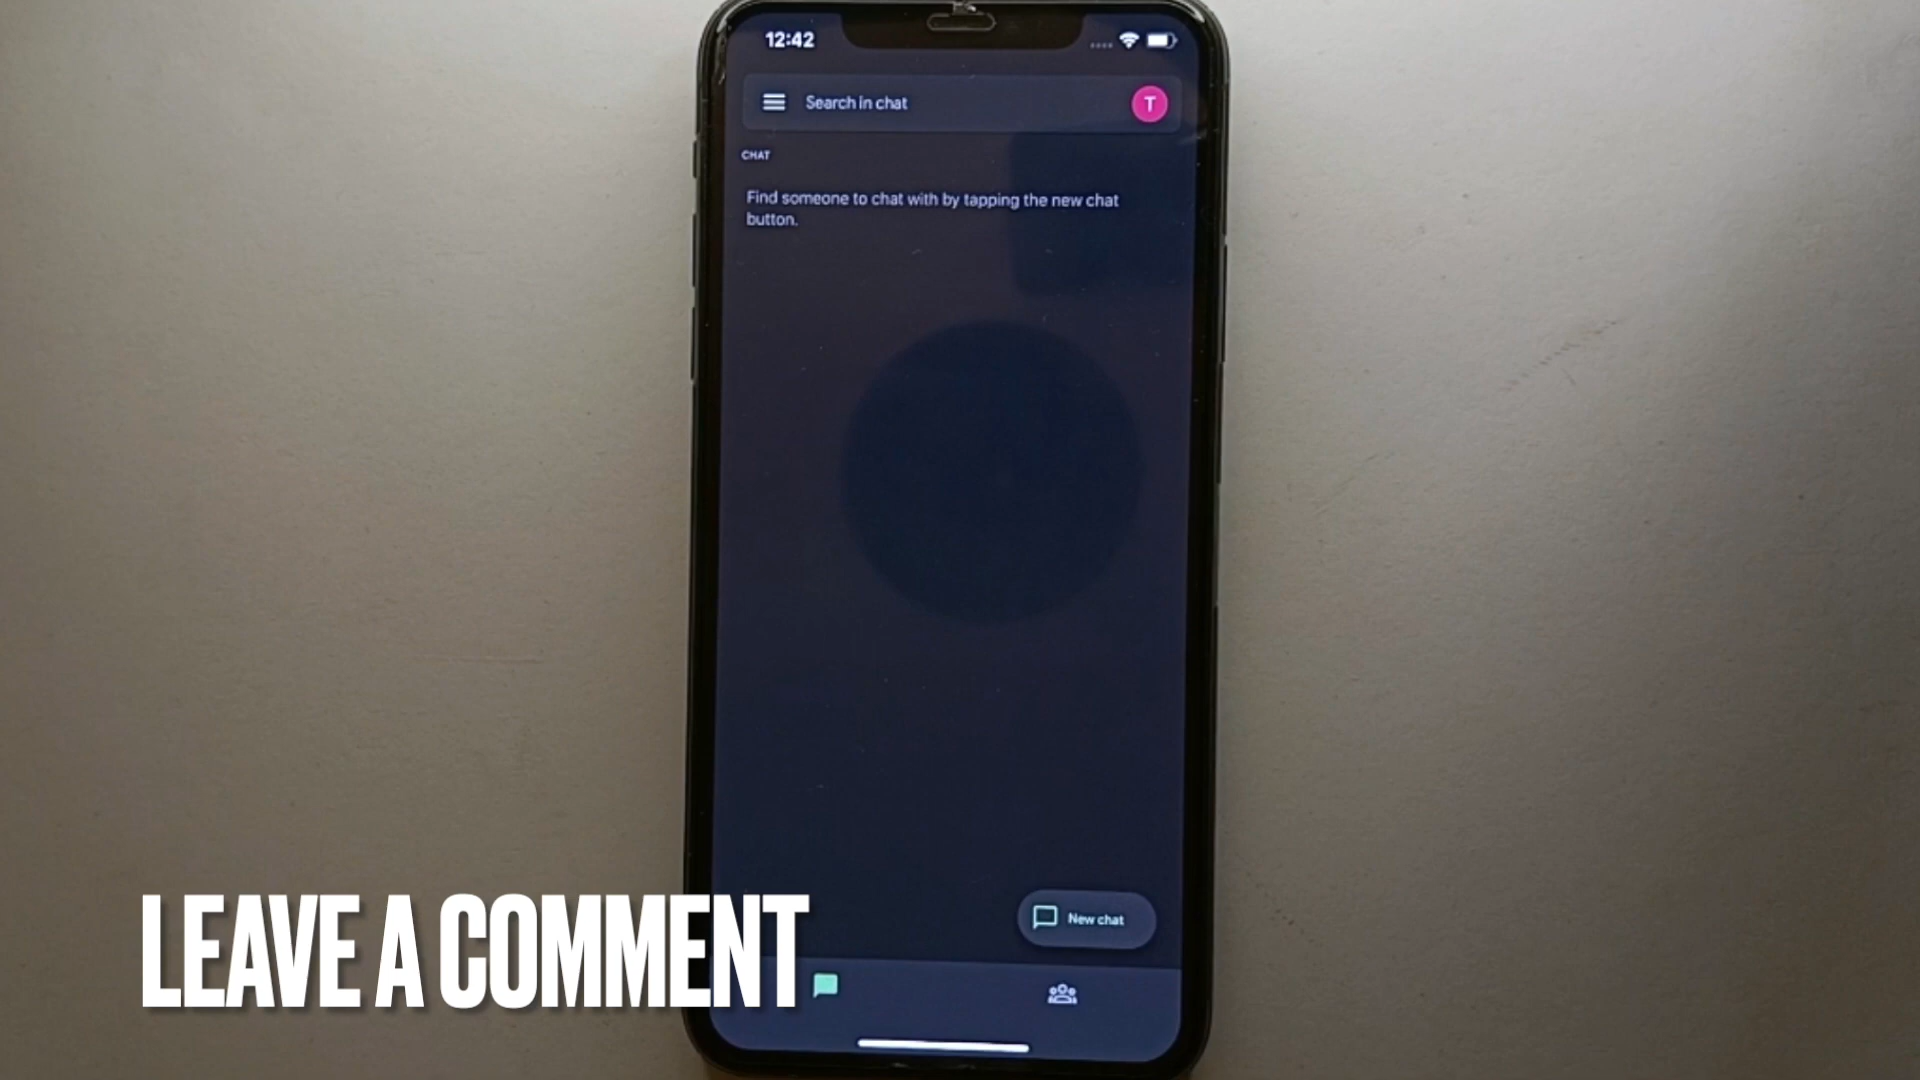 12:42
Search in chat
T
CHAT
Find someone to chat with by tapping the new chat
button.
New chat
LEAVE A COMMENT